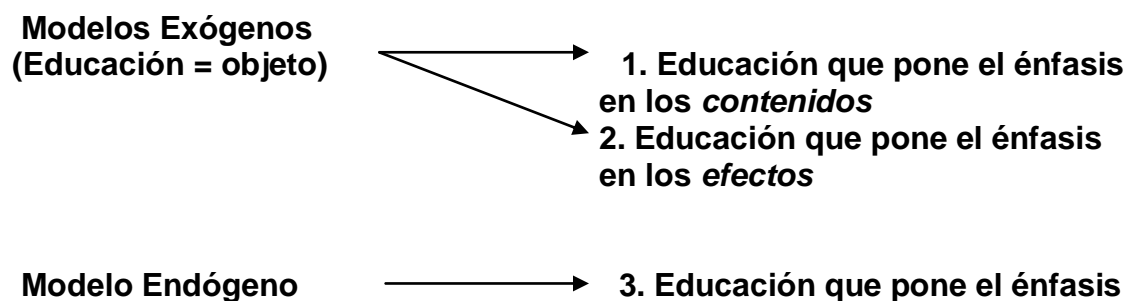 Modelos Exógenos
(Educación = objeto)
1. Educación que pone el énfasis
en los contenidos
2. Educación que pone el énfasis
en los efectos
Modelo Endógeno
3. Educación que pone el énfasis